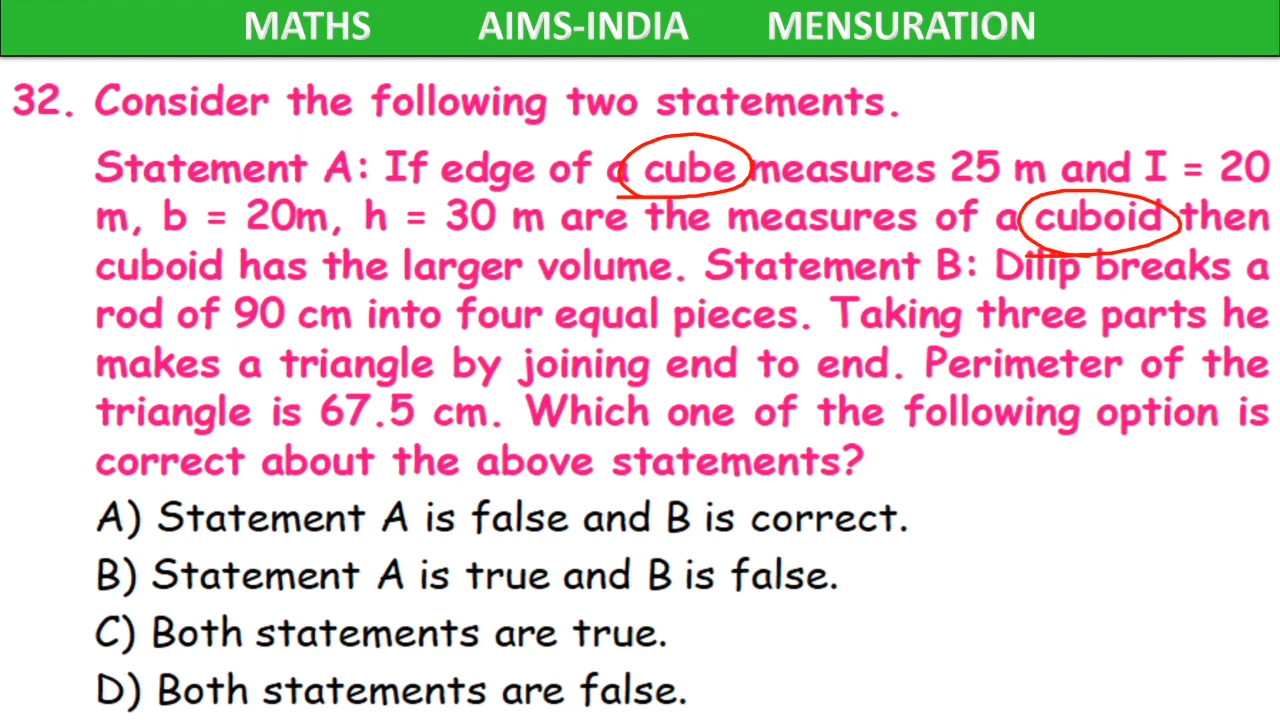 MATHS AIMS-INDIA MENSURATION
32. Consider the following two statements.
Statement A: If edge of a cube measures 25 m and I = 20
m, b = 20m, h = 30 m are the measures of a cuboid then
cuboid has the larger volume. Statement B: Dilip breaks a
rod of 90 cm into four equal pieces. Taking three parts he
makes a triangle by joining end to end. Perimeter of the
triangle is 67.5 cm. Which one of the following option is
correct about the above statements?
A) Statement A is false and B is correct.
B) Statement A is true and B is false.
C) Both statements are true.
D) Both statements are false.